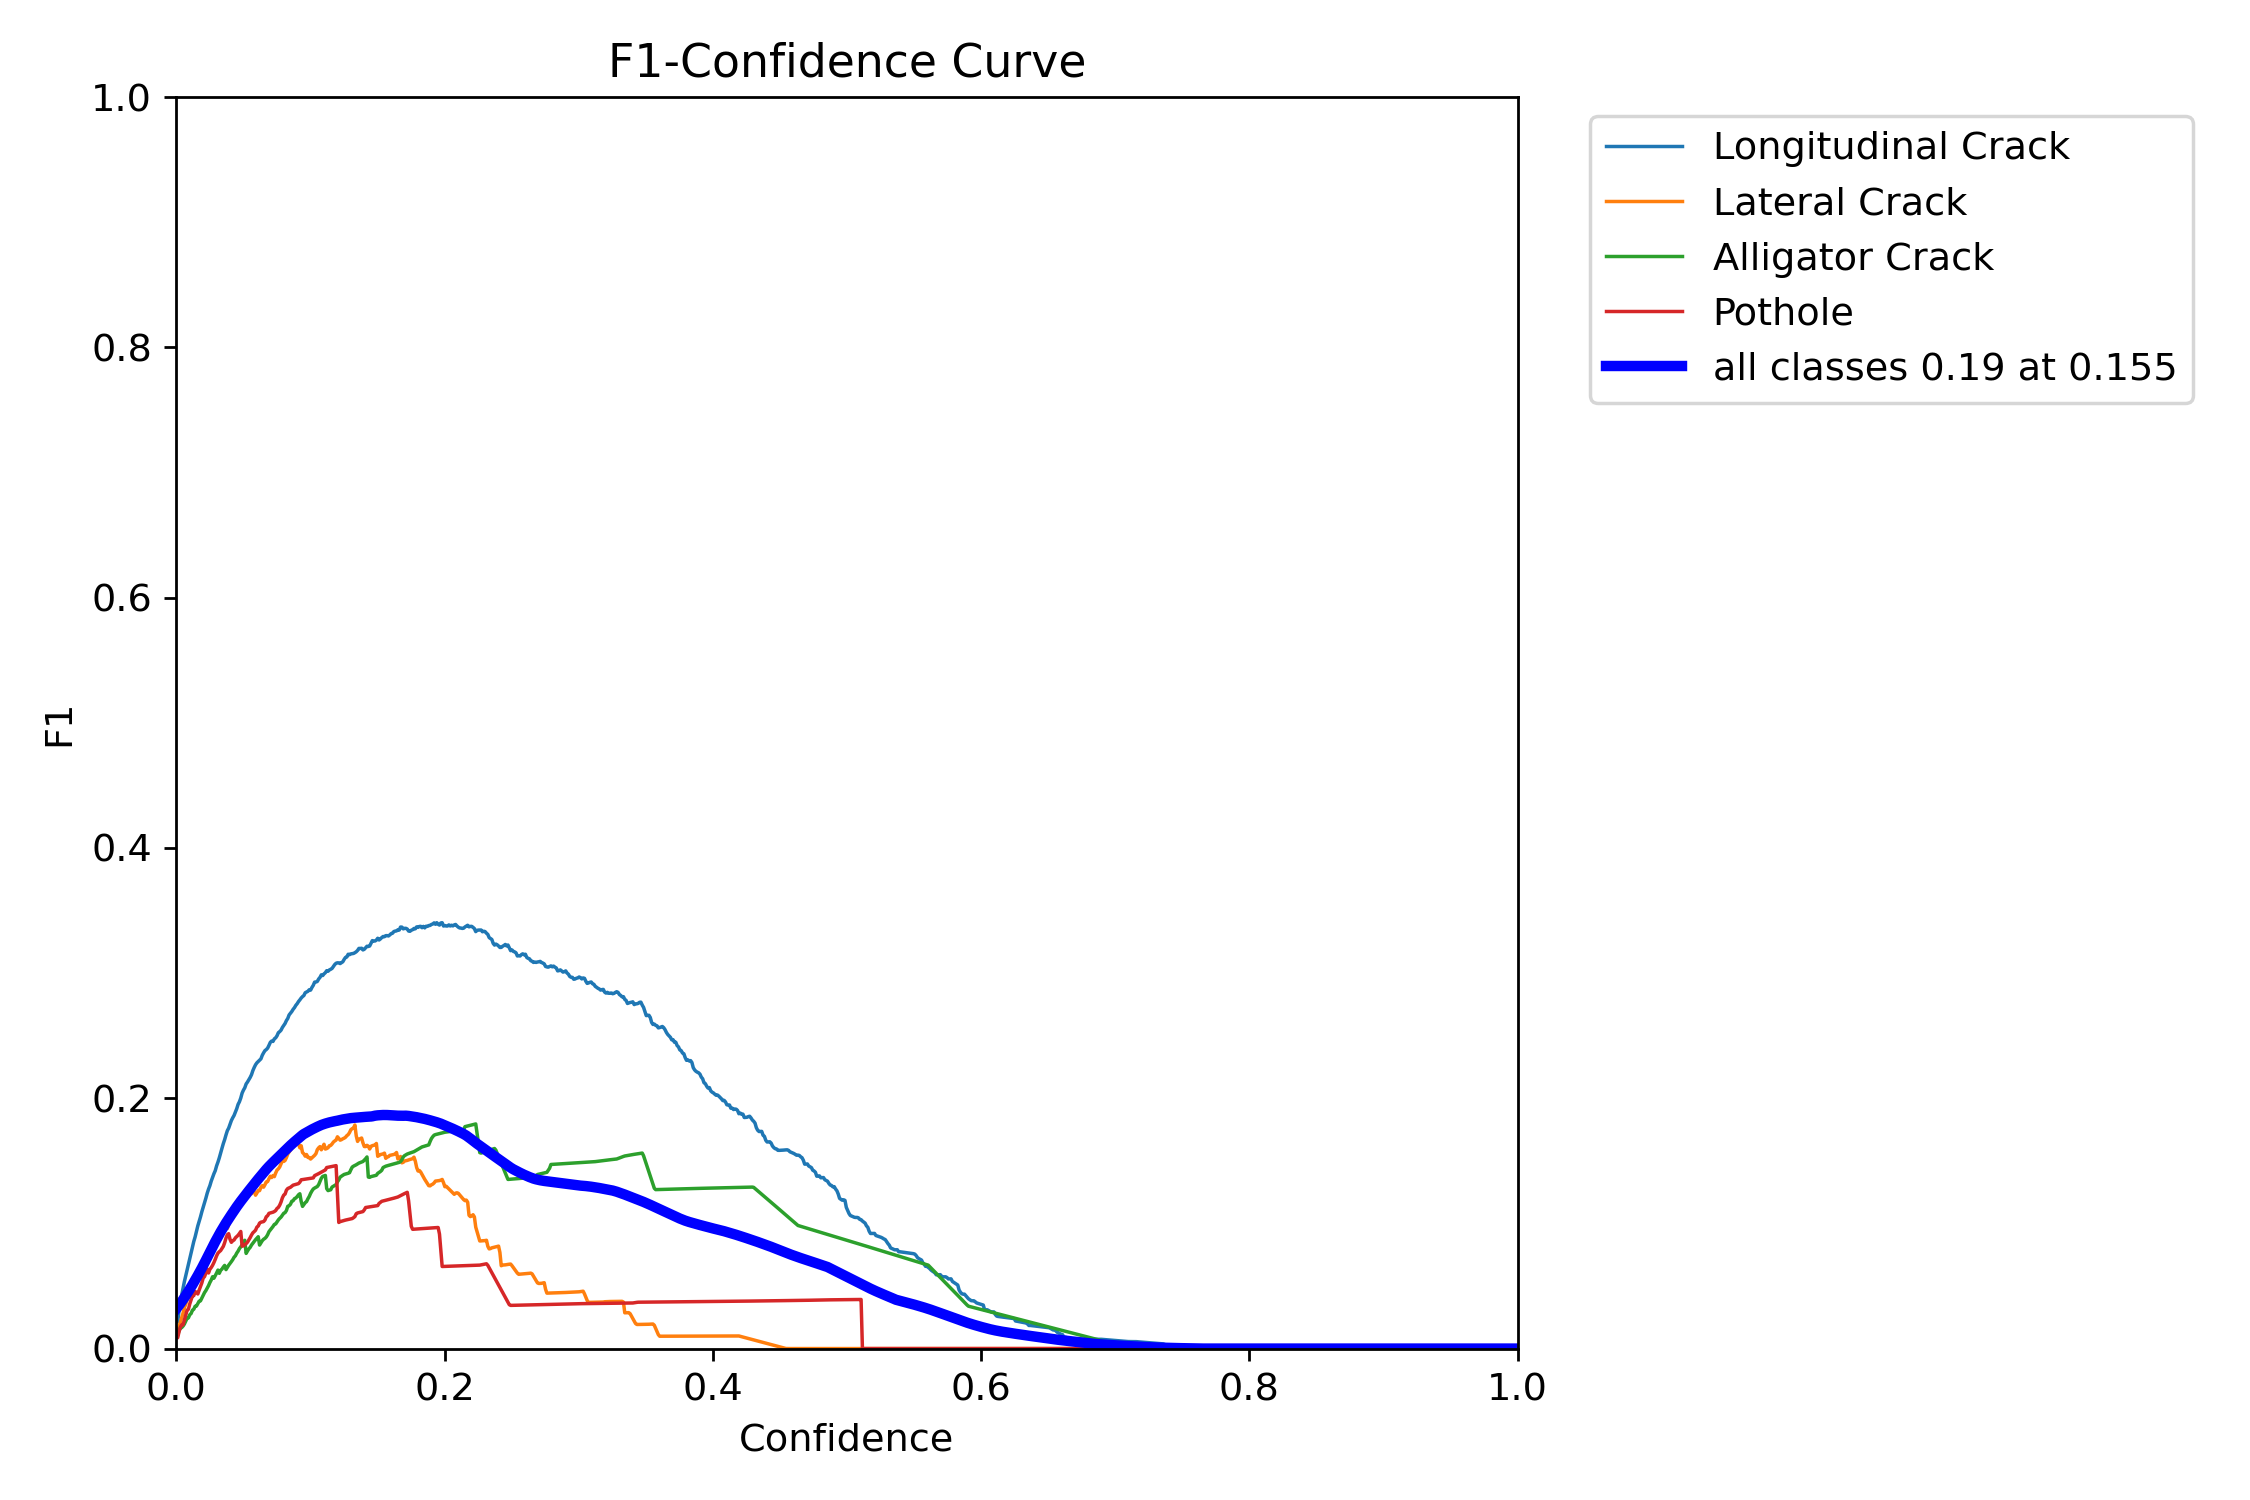 F1-Confidence Curve
1.0
0.8
0.6
0.4
0.2
0.0
F1
0.0 0.2 0.4 0.6 0.8 1.0
Confidence
Longitudinal Crack
Lateral Crack
Alligator Crack
Pothole
all classes 0.19 at 0.155